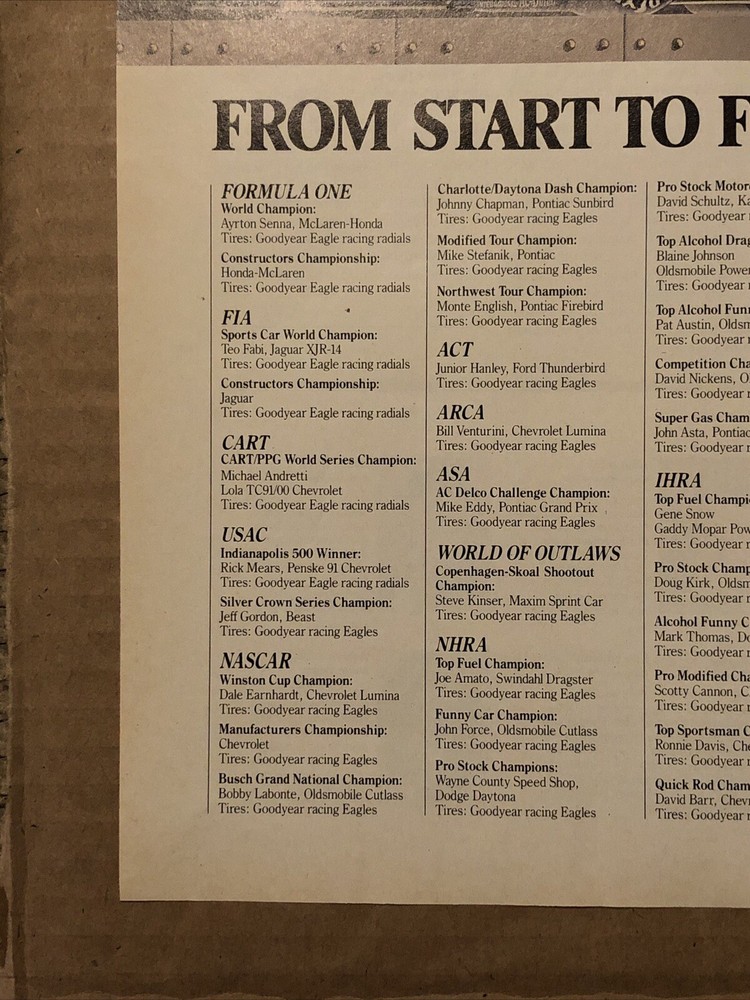 FROM START TO F
FORMULA ONE
World Champion:
Ayrton Senna, McLaren-Honda
Tires: Goodyear Eagle racing radials
Constructors Championship:
Honda-McLaren
Tires: Goodyear Eagle racing radials
FIA
Sports Car World Champion:
Teo Fabi, Jaguar XJR-14
Tires: Goodyear Eagle racing radials
Constructors Championship:
Jaguar
Tires: Goodyear Eagle racing radials
CART
CART/PPG World Series Champion:
Michael Andretti
Lola TC91/00 Chevrolet
Tires: Goodyear Eagle racing radials
USAC
Indianapolis 500 Winner:
Rick Mears, Penske 91 Chevrolet
Tires: Goodyear Eagle racing radials
Silver Crown Series Champion:
Jeff Gordon, Beast
Tires: Goodyear racing Eagles
NASCAR
Winston Cup Champion:
Dale Earnhardt, Chevrolet Lumina
Tires: Goodyear racing Eagles
Manufacturers Championship:
Chevrolet
Tires: Goodyear racing Eagles
Busch Grand National Champion:
Bobby Labonte, Oldsmobile Cutlass
Tires: Goodyear racing Eagles
Charlotte/Daytona Dash Champion:
Johnny Chapman, Pontiac Sunbird
Tires: Goodyear racing Eagles
Modified Tour Champion:
Mike Stefanik, Pontiac
Tires: Goodyear racing Eagles
Northwest Tour Champion:
Monte English, Pontiac Firebird
Tires: Goodyear racing Eagles
ACT
Junior Hanley, Ford Thunderbird
Tires: Goodyear racing Eagles
ARCA
Bill Venturini, Chevrolet Lumina
Tires: Goodyear racing Eagles
ASA
AC Delco Challenge Champion:
Mike Eddy, Pontiac Grand Prix
Tires: Goodyear racing Eagles
WORLD OF OUTLAWS
Copenhagen-Skoal Shootout
Champion:
Steve Kinser, Maxim Sprint Car
Tires: Goodyear racing Eagles
NHRA
Top Fuel Champion:
Joe Amato, Swindahl Dragster
Tires: Goodyear racing Eagles
Funny Car Champion:
John Force, Oldsmobile Cutlass
Tires: Goodyear racing Eagles
Pro Stock Champions:
Wayne County Speed Shop,
Dodge Daytona
Tires: Goodyear racing Eagles
Pro Stock Motor
David Schultz, Ka
Tires: Goodyear
Top Alcohol Drag
Blaine Johnson
Oldsmobile Power
Tires: Goodyear
Top Alcohol Fun
Pat Austin, Oldsm
Tires: Goodyear
Competition Cha
David Nickens, O
Tires: Goodyear
Super Gas Cham
John Asta, Pontiac
Tires: Goodyear
IHRA
Top Fuel Champi
Gene Snow
Gaddy Mopar Pow
Tires: Goodyear
Pro Stock Champ
Doug Kirk, Oldsm
Tires: Goodyear
Alcohol Funny C
Mark Thomas, Do
Tires: Goodyear
Pro Modified Cha
Scotty Cannon, C
Tires: Goodyear
Top Sportsman C
Ronnie Davis, Che
Tires: Goodyear
Quick Rod Cham
David Barr, Chev
Tires: Goodyear